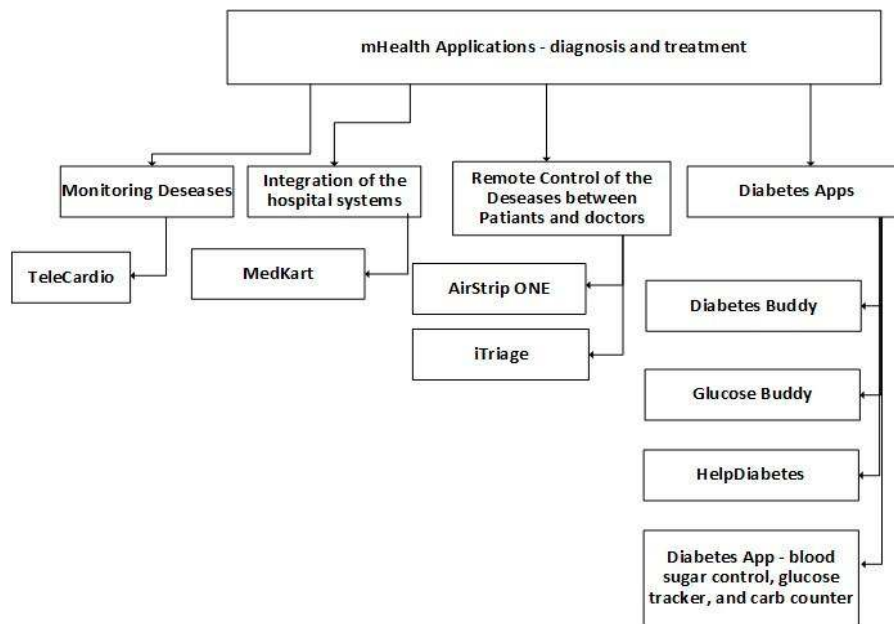 mHealth Applications - diagnosis and treatment
Monitoring Deseases
Integration of the
hospital systems
Remote Control of the
Deseases between
Patiants and doctors
Diabetes Apps
TeleCardio
MedKart
AirStrip ONE
iTriage
Diabetes Buddy
Glucose Buddy
HelpDiabetes
Diabetes App - blood
sugar control, glucose
tracker, and carb counter